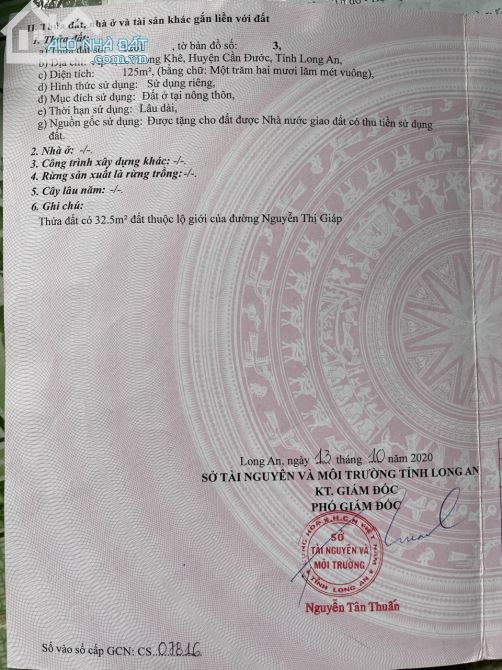 II. Thửa đất, nhà ở và tài sản khác gắn liền với đất
1. Thửa đất:
a) Thửa đất số: , tờ bản đồ số: 3,
b) Địa chỉ: Khê, Huyện Cần Đước, Tỉnh Long An,
ALO NHÀ ĐẤT
.com.vn
c) Diện tích: 125m², (bằng chữ: Một trăm hai mươi lăm mét vuông),
d) Hình thức sử dụng: Sử dụng riêng,
đ) Mục đích sử dụng: Đất ở tại nông thôn,
e) Thời hạn sử dụng: Lâu dài,
g) Nguồn gốc sử dụng: Được tặng cho đất được Nhà nước giao đất có thu tiền sử dụng
đất.
2. Nhà ở: -/-.
3. Công trình xây dựng khác: -/-.
4. Rừng sản xuất là rừng trồng:-/-.
5. Cây lâu năm: -/-.
6. Ghi chú:
Thửa đất có 32.5m² đất thuộc lộ giới của đường Nguyễn Thị Giáp
Long An, ngày 13 tháng 10 năm 2020
SỞ TÀI NGUYÊN VÀ MÔI TRƯỜNG TỈNH LONG AN
KT. GIÁM ĐỐC
PHÓ GIÁM ĐỐC
CỘNG HÒA X.H.C.N VIỆT NAM
SỞ
TÀI NGUYÊN VÀ
MÔI TRƯỜNG
TỈNH LONG AN
Nguyễn Tân Thuấn
Số vào sổ cấp GCN: CS 07816